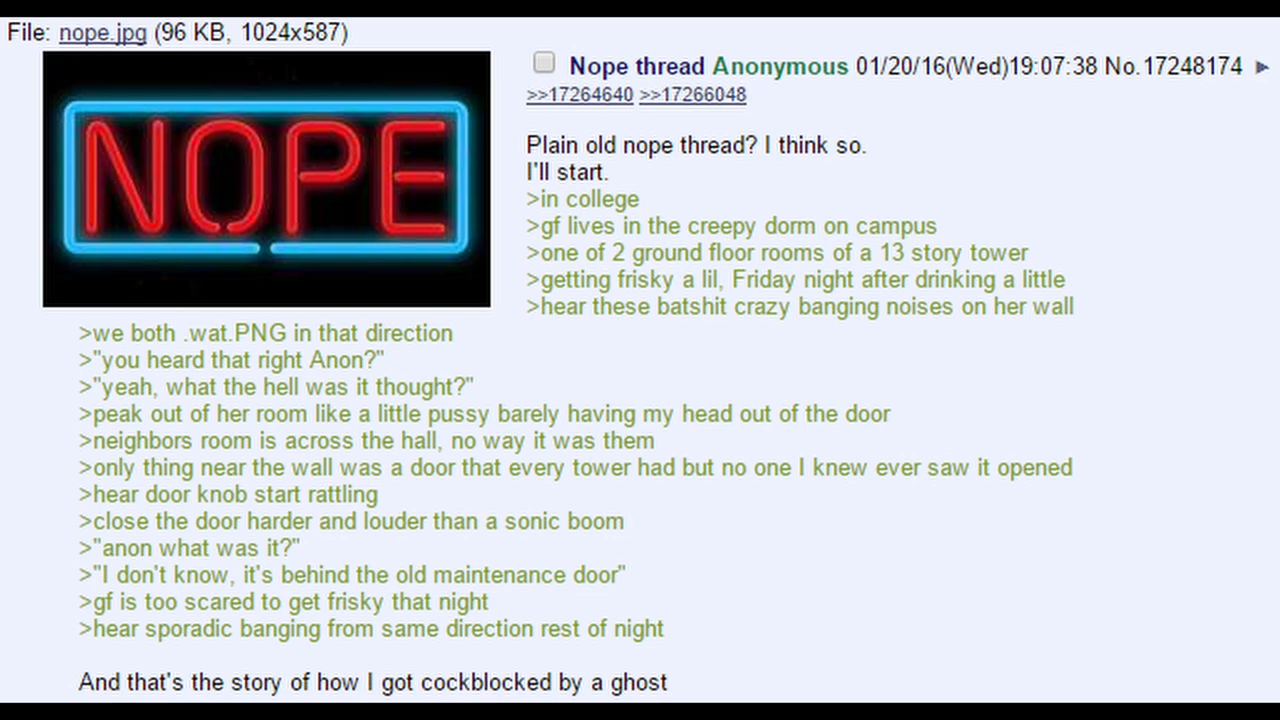 File: nope.jpg (96 KB, 1024x587)
NOPE
Nope thread Anonymous 01/20/16(Wed)19:07:38 No.17248174 ▶
>>17264640 >>17266048
Plain old nope thread? I think so.
I'll start.
>in college
>gf lives in the creepy dorm on campus
>one of 2 ground floor rooms of a 13 story tower
>getting frisky a lil, Friday night after drinking a little
>hear these batshit crazy banging noises on her wall
>we both .wat.PNG in that direction
>"you heard that right Anon?"
>"yeah, what the hell was it thought?"
>peak out of her room like a little pussy barely having my head out of the door
>neighbors room is across the hall, no way it was them
>only thing near the wall was a door that every tower had but no one I knew ever saw it opened
>hear door knob start rattling
>close the door harder and louder than a sonic boom
>"anon what was it?"
>"I don't know, it's behind the old maintenance door"
>gf is too scared to get frisky that night
>hear sporadic banging from same direction rest of night
And that's the story of how I got cockblocked by a ghost